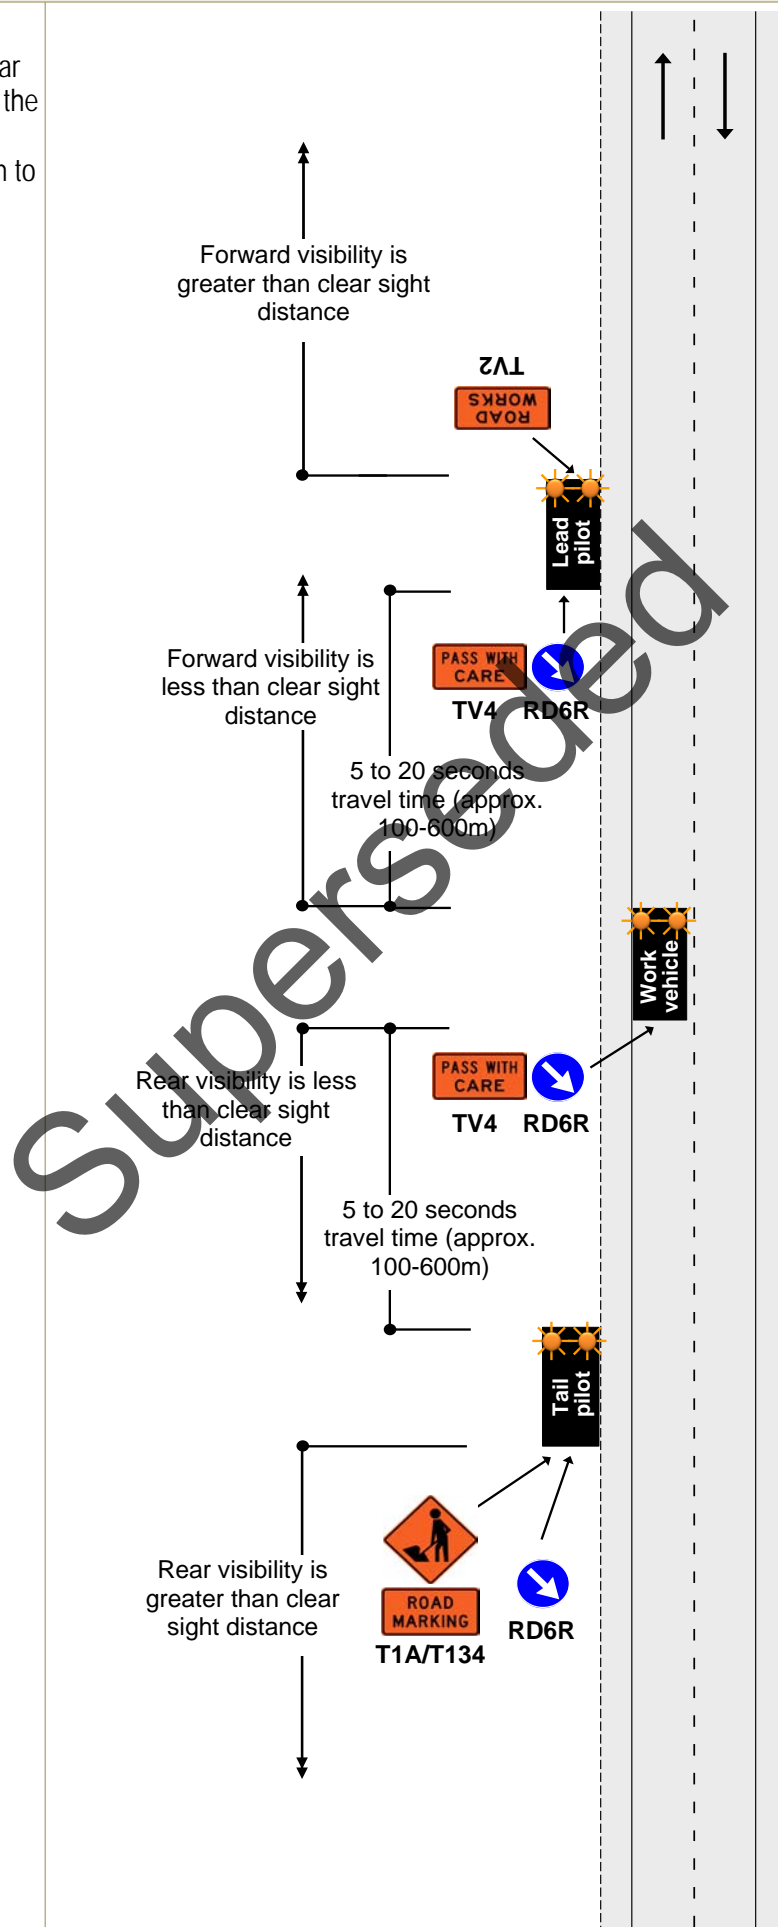 ar
the
n to
Forward visibility is
greater than clear sight
distance
TV2
ROAD
WORKS
Lead
pilot
Forward visibility is
less than clear sight
distance
PASS WITH
CARE
TV4 RD6R
5 to 20 seconds
travel time (approx.
100-600m)
Work
vehicle
PASS WITH
CARE
TV4 RD6R
Rear visibility is less
than clear sight
distance
5 to 20 seconds
travel time (approx.
100-600m)
Tail
pilot
Rear visibility is
greater than clear
sight distance
ROAD
MARKING
T1A/T134
RD6R
Superseded